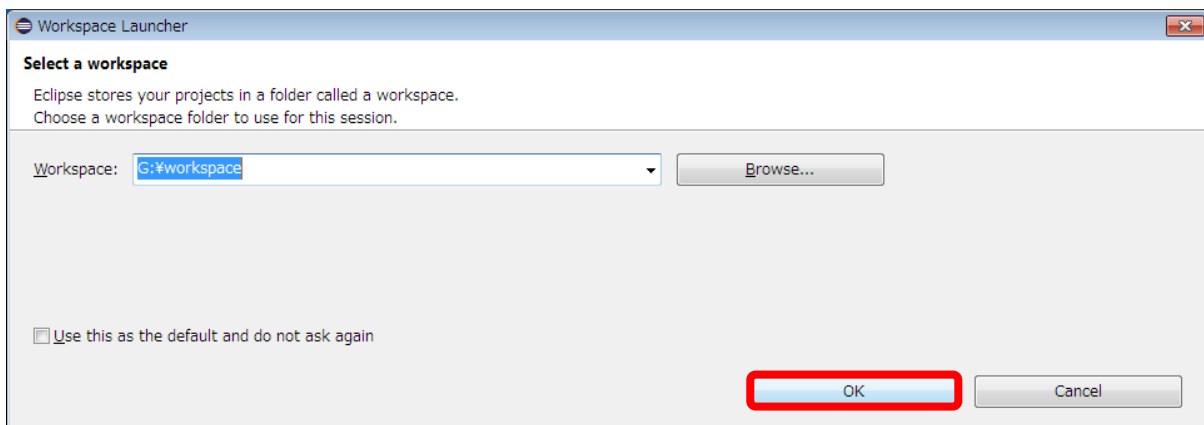 Workspace Launcher
Select a workspace
Eclipse stores your projects in a folder called a workspace.
Choose a workspace folder to use for this session.
Workspace: G:¥workspace Browse...
Use this as the default and do not ask again
OK Cancel